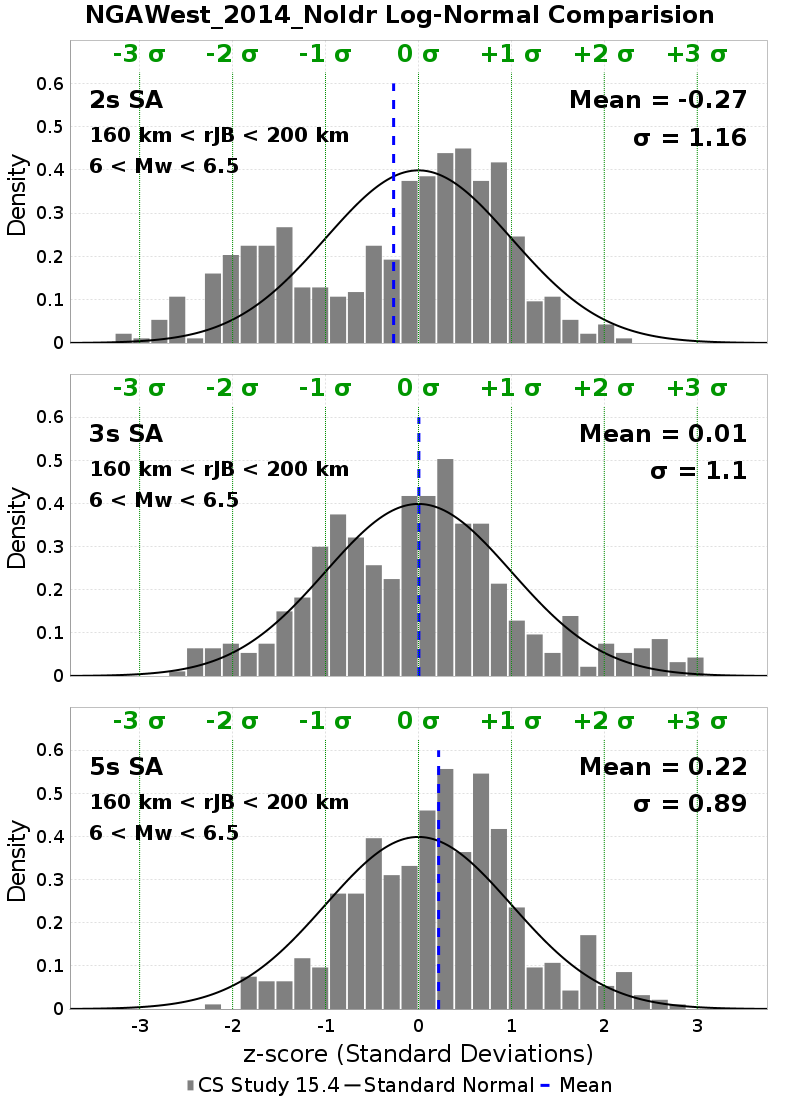 NGAWest_2014_NoIdr Log-Normal Comparision
-3 σ -2 σ -1 σ 0 σ +1 σ +2 σ +3 σ
2s SA
Mean = -0.27
160 km < rJB < 200 km
σ = 1.16
6 < Mw < 6.5
Density
0.6
0.5
0.4
0.3
0.2
0.1
0
-3 σ -2 σ -1 σ 0 σ +1 σ +2 σ +3 σ
3s SA
Mean = 0.01
160 km < rJB < 200 km
σ = 1.1
6 < Mw < 6.5
Density
0.6
0.5
0.4
0.3
0.2
0.1
0
-3 σ -2 σ -1 σ 0 σ +1 σ +2 σ +3 σ
5s SA
Mean = 0.22
160 km < rJB < 200 km
σ = 0.89
6 < Mw < 6.5
Density
0.6
0.5
0.4
0.3
0.2
0.1
0
-3 -2 -1 0 1 2 3
z-score (Standard Deviations)
CS Study 15.4 Standard Normal Mean